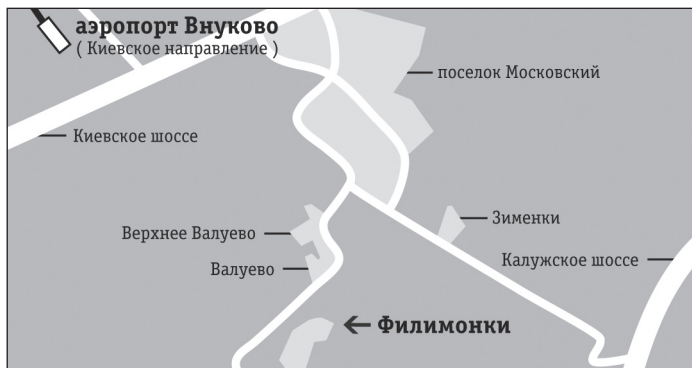 аэропорт Внуково
( Киевское направление )
поселок Московский
Киевское шоссе
Зименки
Верхнее Валуево
Калужское шоссе
Валуево
Филимонки